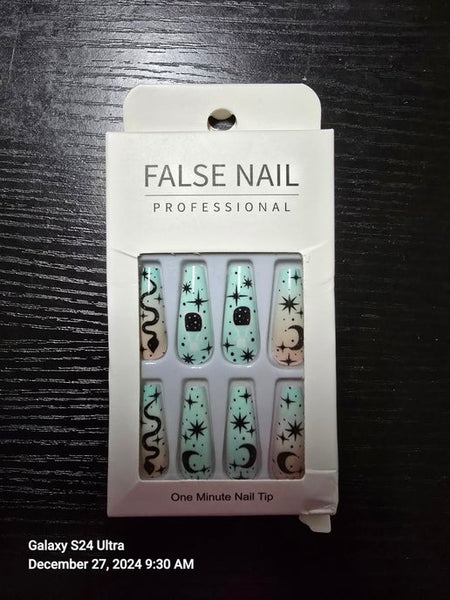 FALSE NAIL
PROFESSIONAL
One Minute Nail Tip
Galaxy S24 Ultra
December 27, 2024 9:30 AM